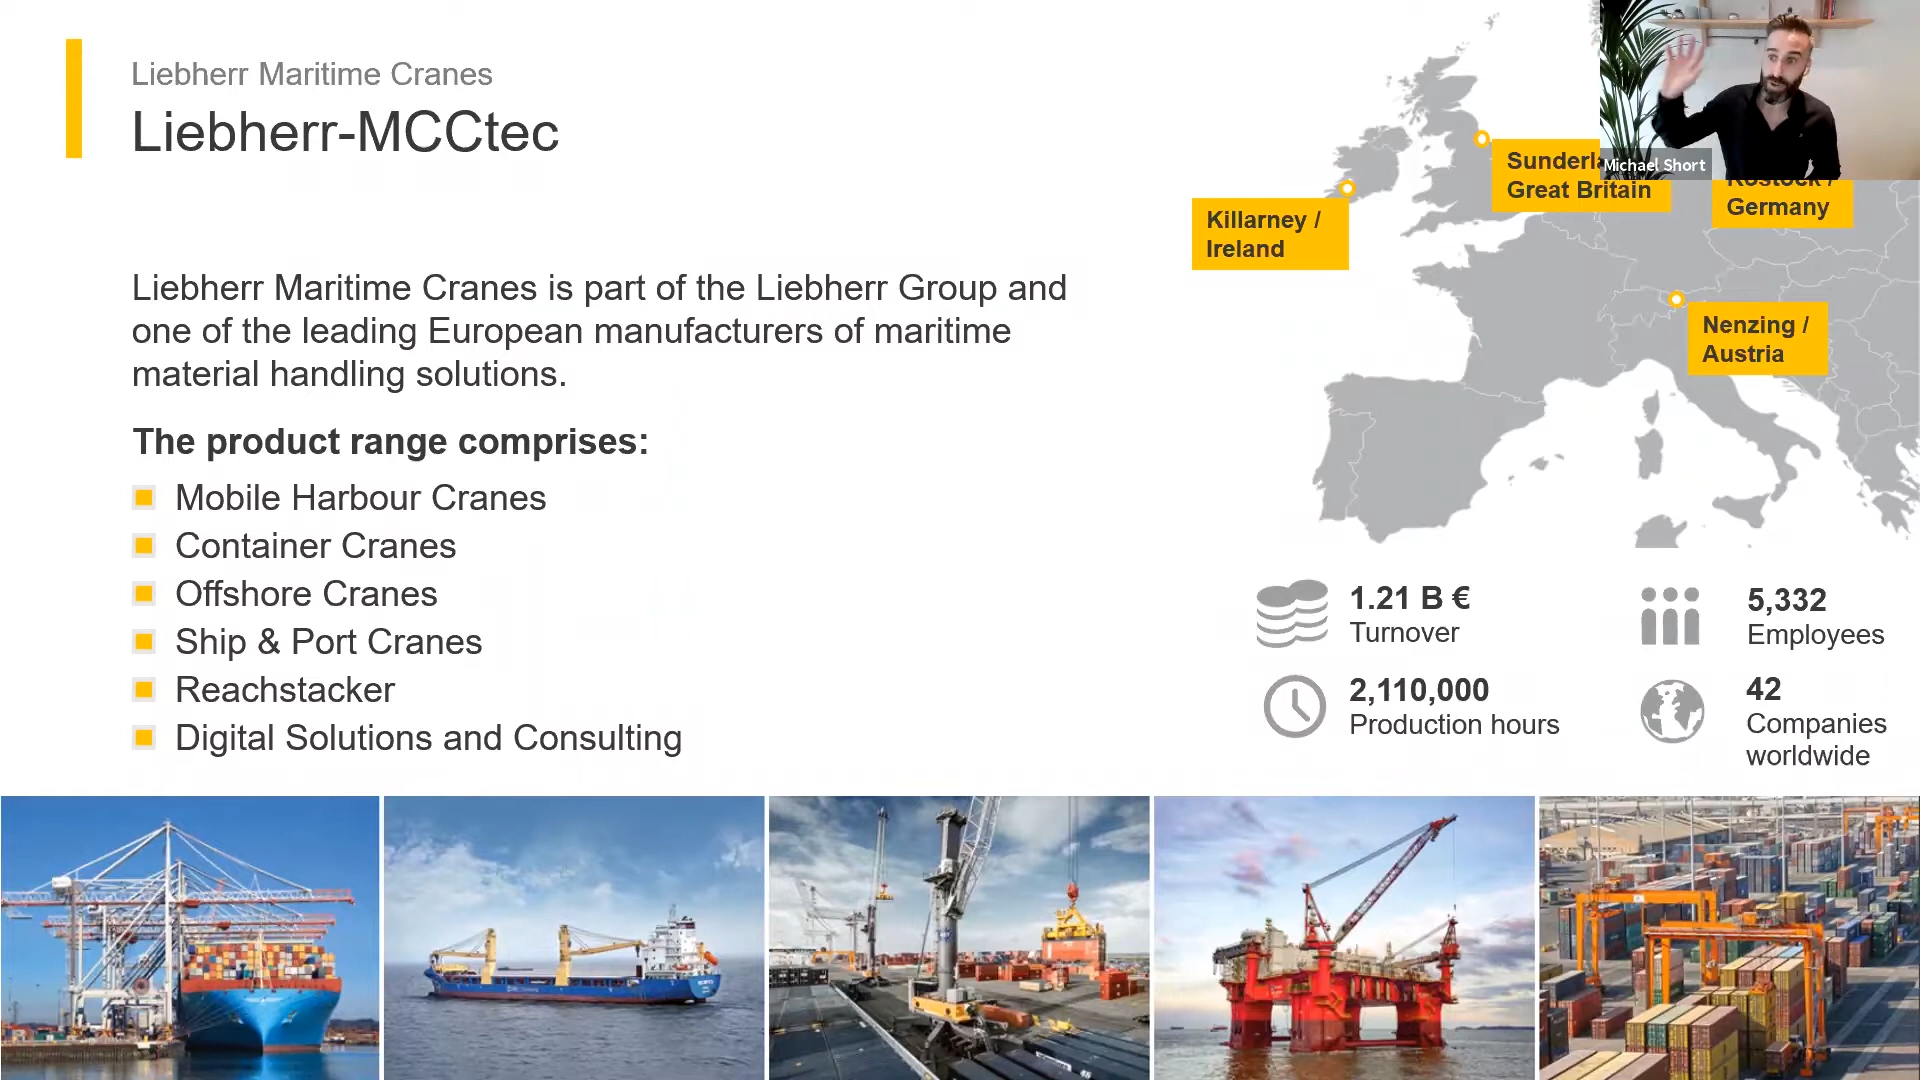 Liebherr Maritime Cranes
Liebherr-MCCtec
Liebherr Maritime Cranes is part of the Liebherr Group and
one of the leading European manufacturers of maritime
material handling solutions.
The product range comprises:
Mobile Harbour Cranes
Container Cranes
Offshore Cranes
Ship & Port Cranes
Reachstacker
Digital Solutions and Consulting
Michael Short
Great Britain
Rostock /
Germany
Killarney /
Ireland
Nenzing /
Austria
1.21 B €
Turnover
5,332
Employees
2,110,000
Production hours
42
Companies
worldwide